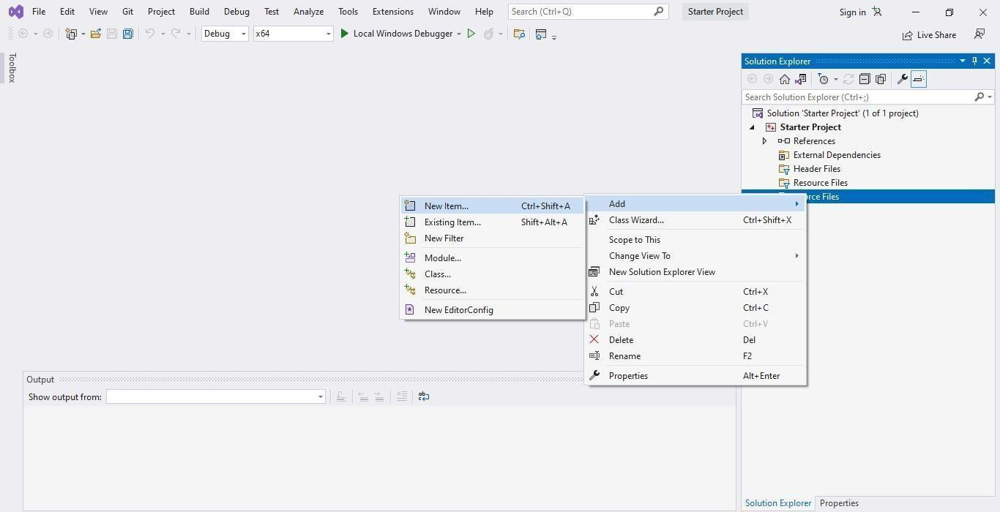 File Edit View Git Project Build Debug Test Analyze Tools Extensions Window Help Search (Ctrl+Q) Starter Project Sign in
Debug x64 Local Windows Debugger Live Share
Toolbox
Solution Explorer
Search Solution Explorer (Ctrl+;)
Solution 'Starter Project' (1 of 1 project)
Starter Project
References
External Dependencies
Header Files
Resource Files
urce Files
Add
Class Wizard... Ctrl+Shift+X
Scope to This
Change View To
New Solution Explorer View
Cut Ctrl+X
Copy Ctrl+C
Paste Ctrl+V
Delete Del
Rename F2
Properties Alt+Enter
New Item... Ctrl+Shift+A
Existing Item... Shift+Alt+A
New Filter
Module...
Class...
Resource...
New EditorConfig
Output
Show output from:
Solution Explorer Properties